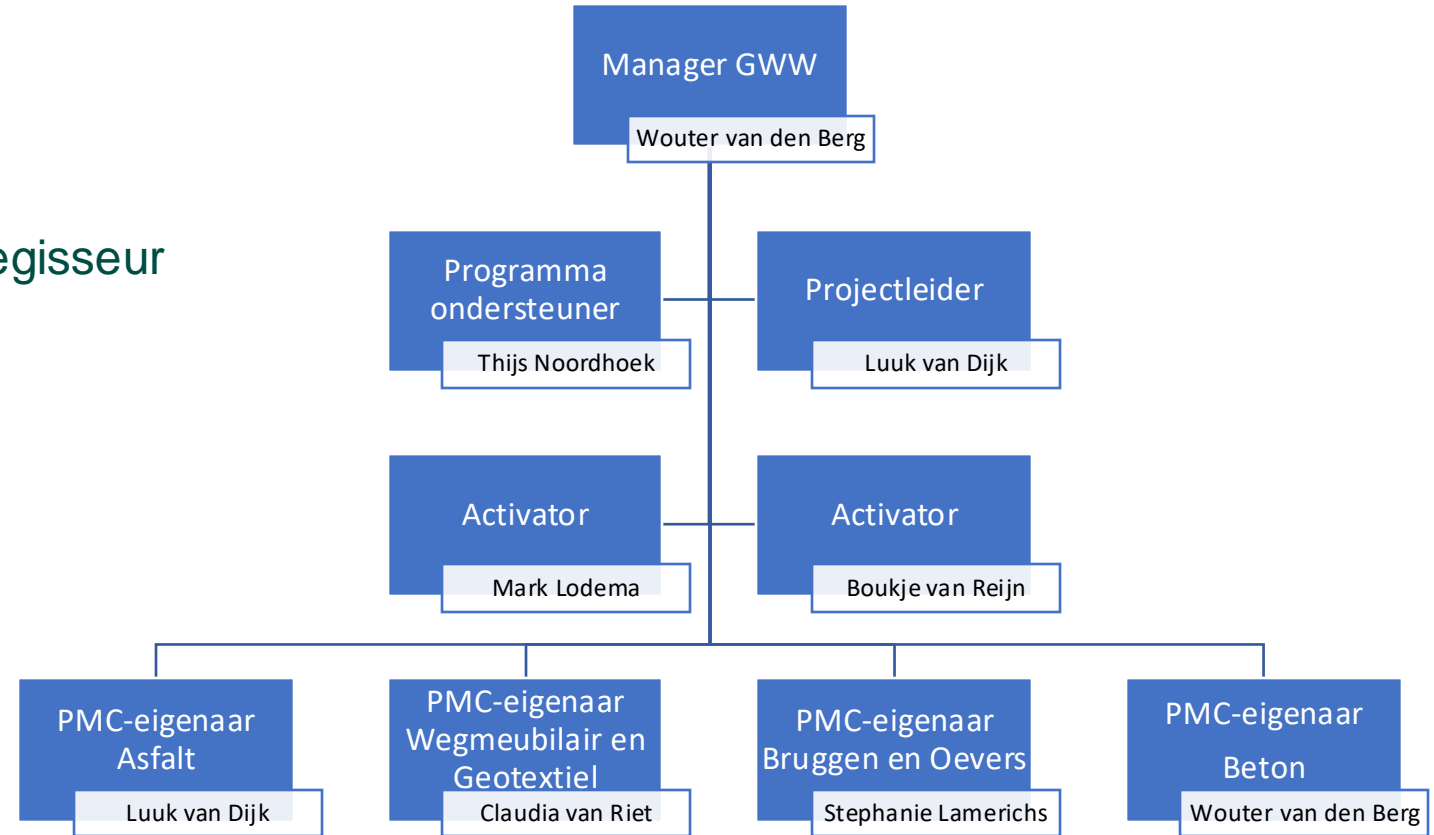 Manager GWW
Wouter van den Berg
egisseur
Programma
ondersteuner
Thijs Noordhoek
Projectleider
Luuk van Dijk
Activator
Mark Lodema
Activator
Boukje van Reijn
PMC-eigenaar
Asfalt
Luuk van Dijk
PMC-eigenaar
Wegmeubilair en
Geotextiel
Claudia van Riet
PMC-eigenaar
Bruggen en Oevers
Stephanie Lamerichs
PMC-eigenaar
Beton
Wouter van den Berg